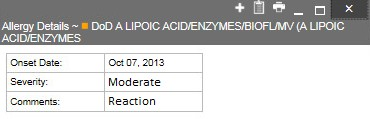 Allergy Details ~ DoD A LIPOIC ACID/ENZYMES/BIOFL/MV (A LIPOIC
ACID/ENZYMES
Onset Date: Oct 07, 2013
Severity: Moderate
Comments: Reaction